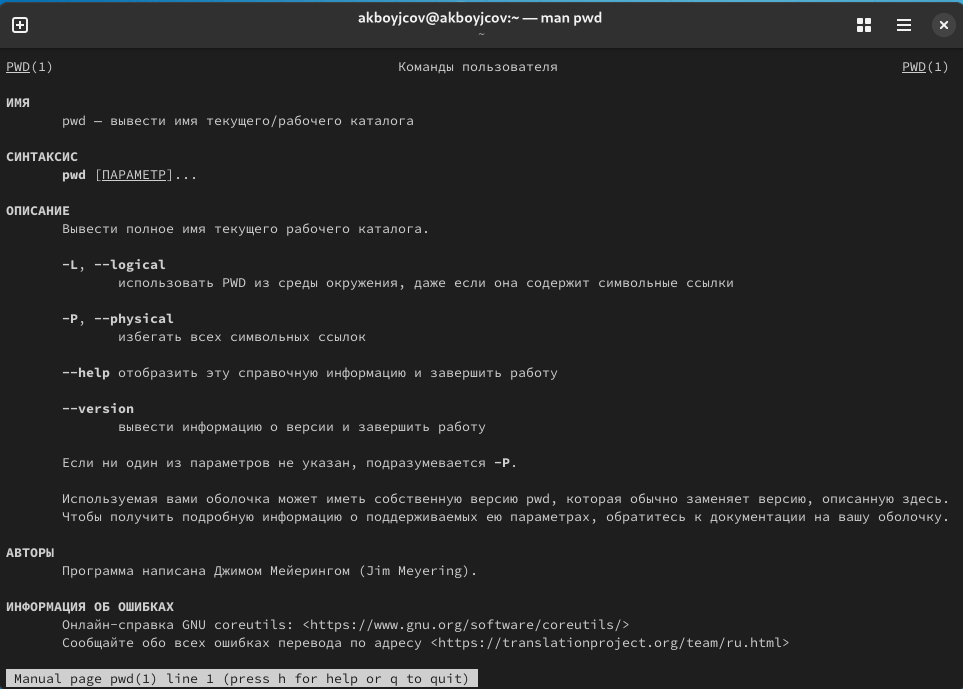 akboyjcov@akboyjcov:~ — man pwd
~
PWD(1) Команды пользователя PWD(1)
ИМЯ
pwd — вывести имя текущего/рабочего каталога
СИНТАКСИС
pwd [ПАРАМЕТР]...
ОПИСАНИЕ
Вывести полное имя текущего рабочего каталога.
-L, --logical
использовать PWD из среды окружения, даже если она содержит символьные ссылки
-P, --physical
избегать всех символьных ссылок
--help отобразить эту справочную информацию и завершить работу
--version
вывести информацию о версии и завершить работу
Если ни один из параметров не указан, подразумевается -P.
Используемая вами оболочка может иметь собственную версию pwd, которая обычно заменяет версию, описанную здесь.
Чтобы получить подробную информацию о поддерживаемых ею параметрах, обратитесь к документации на вашу оболочку.
АВТОРЫ
Программа написана Джимом Мейерингом (Jim Meyering).
ИНФОРМАЦИЯ ОБ ОШИБКАХ
Онлайн-справка GNU coreutils: <https://www.gnu.org/software/coreutils/>
Сообщайте обо всех ошибках перевода по адресу <https://translationproject.org/team/ru.html>
Manual page pwd(1) line 1 (press h for help or q to quit)